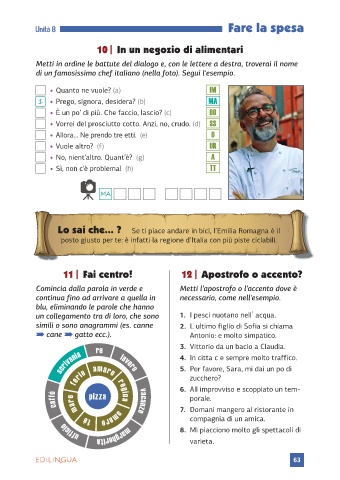 Unità 8
Fare la spesa
10 | In un negozio di alimentari
Metti in ordine le battute del dialogo e, con le lettere a destra, troverai il nome
di un famosissimo chef italiano (nella foto). Segui l'esempio.
• Quanto ne vuole? (a) IM
1 • Prego, signora, desidera? (b) MA
• È un po' di più. Che faccio, lascio? (c) BO
• Vorrei del prosciutto cotto. Anzi, no, crudo. (d) SS
• Allora... Ne prendo tre etti. (e) O
• Vuole altro? (f) UR
• No, nient'altro. Quant'è? (g) A
• Sì, non c'è problema! (h) TT
MA
Lo sai che... ? Se ti piace andare in bici, l'Emilia Romagna è il
posto giusto per te: è infatti la regione d'Italia con più piste ciclabili.
11 | Fai centro!
Comincia dalla parola in verde e
continua fino ad arrivare a quella in
blu, eliminando le parole che hanno
un collegamento tra di loro, che sono
simili o sono anagrammi (es. canne
cane gatto ecc.).
scrivania
re
lavoro
vacanza
margherita
ufficio
caffè
torte
amaro
regina
amore
tè
mare
pizza
12 | Apostrofo o accento?
Metti l'apostrofo o l'accento dove è
necessario, come nell'esempio.
1. I pesci nuotano nell'acqua.
2. L ultimo figlio di Sofia si chiama
Antonio: e molto simpatico.
3. Vittorio da un bacio a Claudia.
4. In citta c e sempre molto traffico.
5. Per favore, Sara, mi dai un po di
zucchero?
6. All improvviso e scoppiato un tem-
porale.
7. Domani mangero al ristorante in
compagnia di un amica.
8. Mi piacciono molto gli spettacoli di
varieta.
EDILINGUA
63